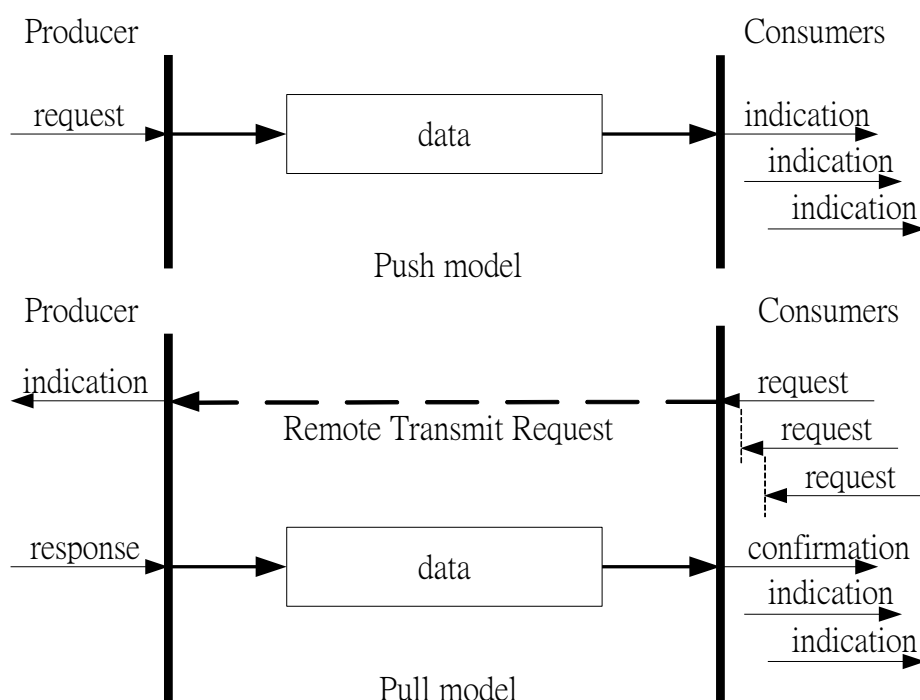 Producer
Consumers
request
data
indication
indication
indication
Push model
Producer
Consumers
indication
request
Remote Transmit Request
request
request
response
data
confirmation
indication
indication
Pull model